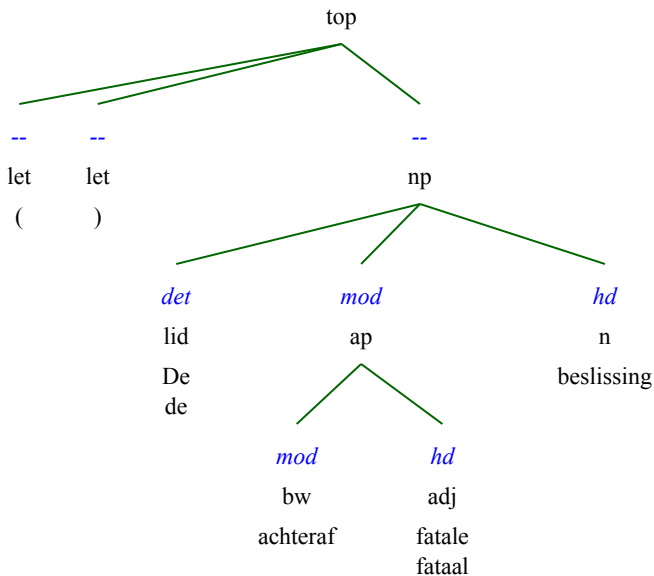 top
-- -- --
let let np
( )
det mod hd
lid ap n
De beslissing
de
mod hd
bw adj
achteraf fatale
fataal